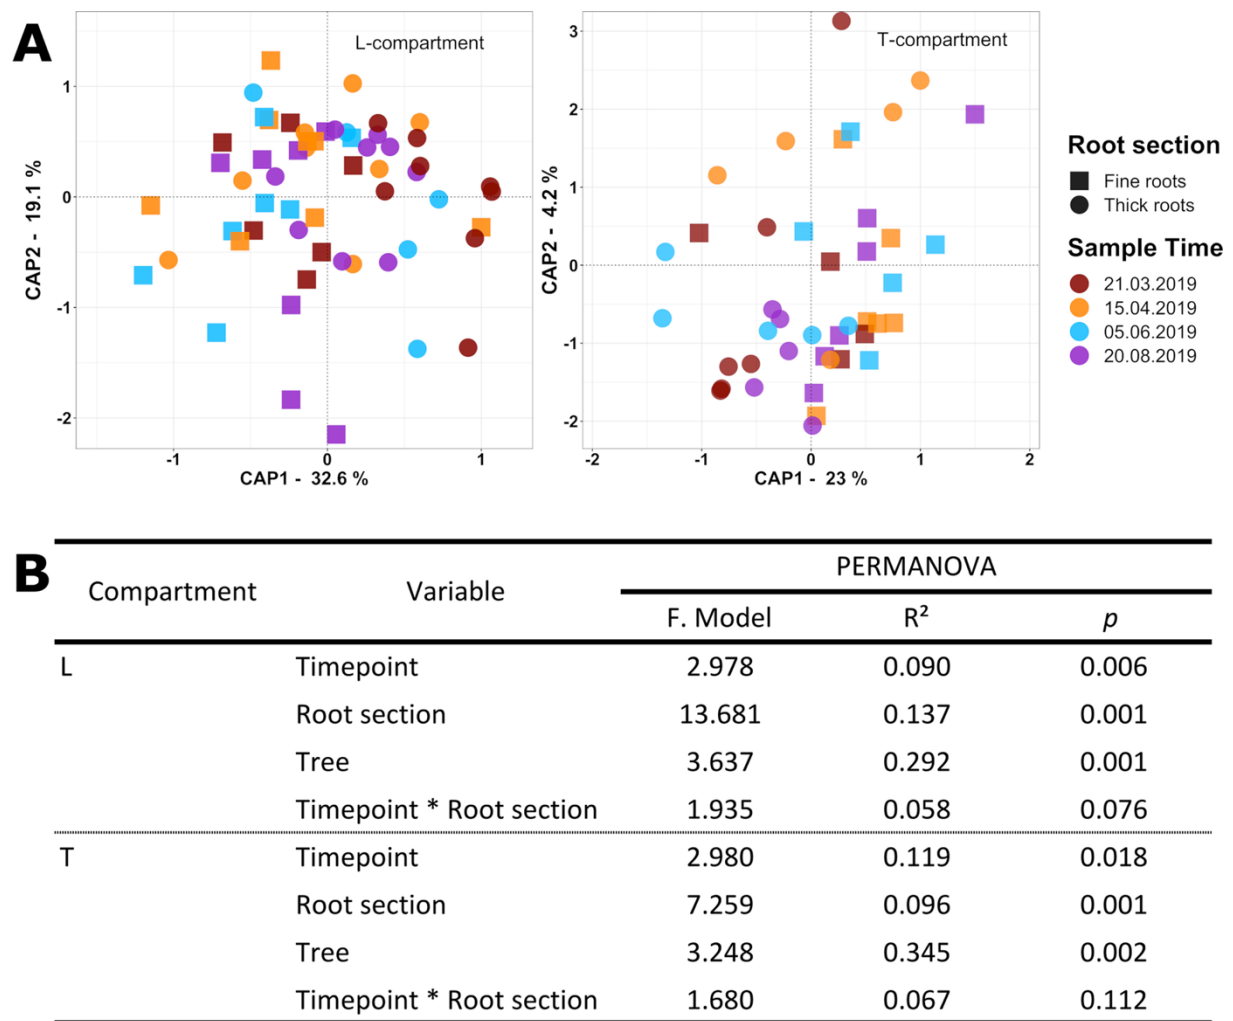 A
L-compartment
1
0
-1
-2
CAP2 - 19.1 %
-1
0
1
CAP1 - 32.6 %
T-compartment
3
2
1
0
-1
-2
CAP2 - 4.2 %
-2
-1
0
1
2
CAP1 - 23 %
Root section
Fine roots
Thick roots
Sample Time
21.03.2019
15.04.2019
05.06.2019
20.08.2019
B
PERMANOVA
Compartment Variable
F. Model R² p
L Timepoint 2.978 0.090 0.006
Root section 13.681 0.137 0.001
Tree 3.637 0.292 0.001
Timepoint * Root section 1.935 0.058 0.076
T Timepoint 2.980 0.119 0.018
Root section 7.259 0.096 0.001
Tree 3.248 0.345 0.002
Timepoint * Root section 1.680 0.067 0.112